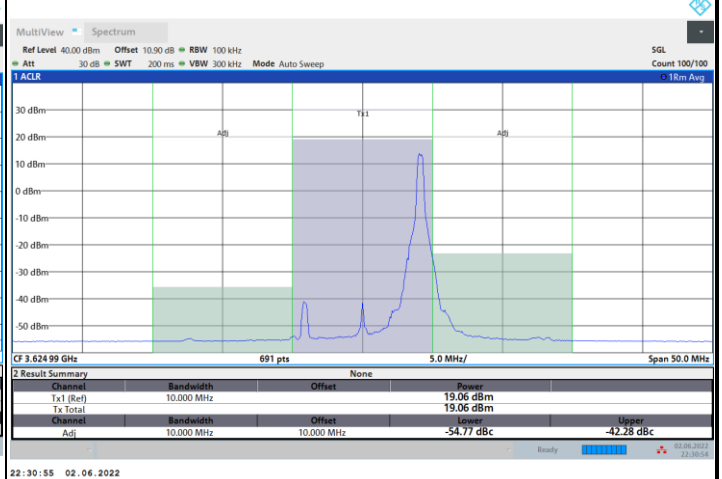 MultiView Spectrum
Ref Level 40.00 dBm Offset 10.90 dB RBW 100 kHz SGL
Att 30 dB SWT 200 ms VBW 300 kHz Mode Auto Sweep Count 100/100
1 ACLR 1Rm Avg
30 dBm
Tx1
20 dBm
Adj Adj
10 dBm
0 dBm
-10 dBm
-20 dBm
-30 dBm
-40 dBm
-50 dBm
CF 3.624 99 GHz 691 pts 5.0 MHz/ Span 50.0 MHz
2 Result Summary None
Channel Bandwidth Offset Power
Tx1 (Ref) 10.000 MHz 19.06 dBm
Tx Total 19.06 dBm
Channel Bandwidth Offset Lower Upper
Adj 10.000 MHz 10.000 MHz -54.77 dBc -42.28 dBc
Ready 02.06.2022
22:30:54
22:30:55 02.06.2022